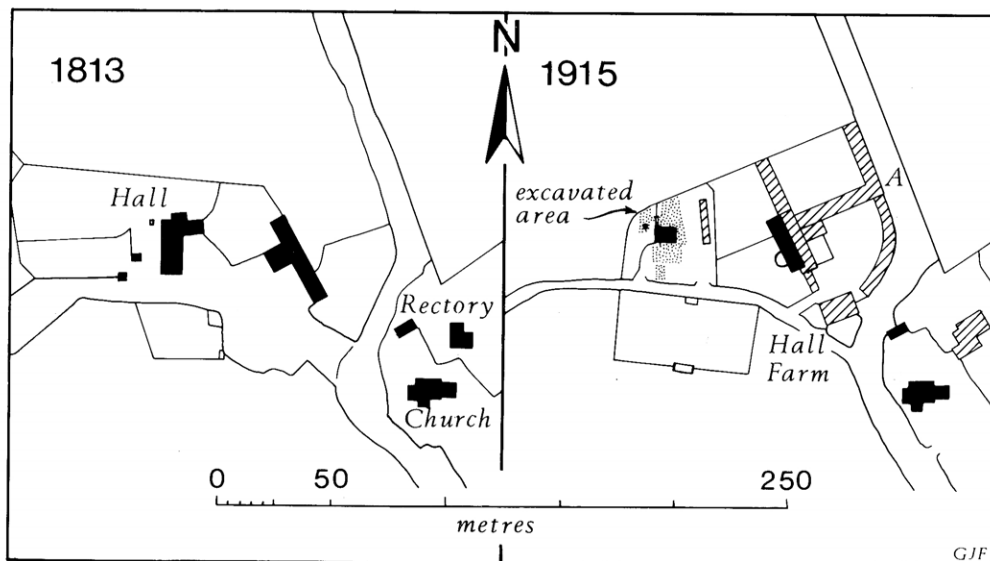 1813
N
1915
Hall
excavated
area
A
Rectory
Hall
Farm
Church
0
50
250
metres
GJF